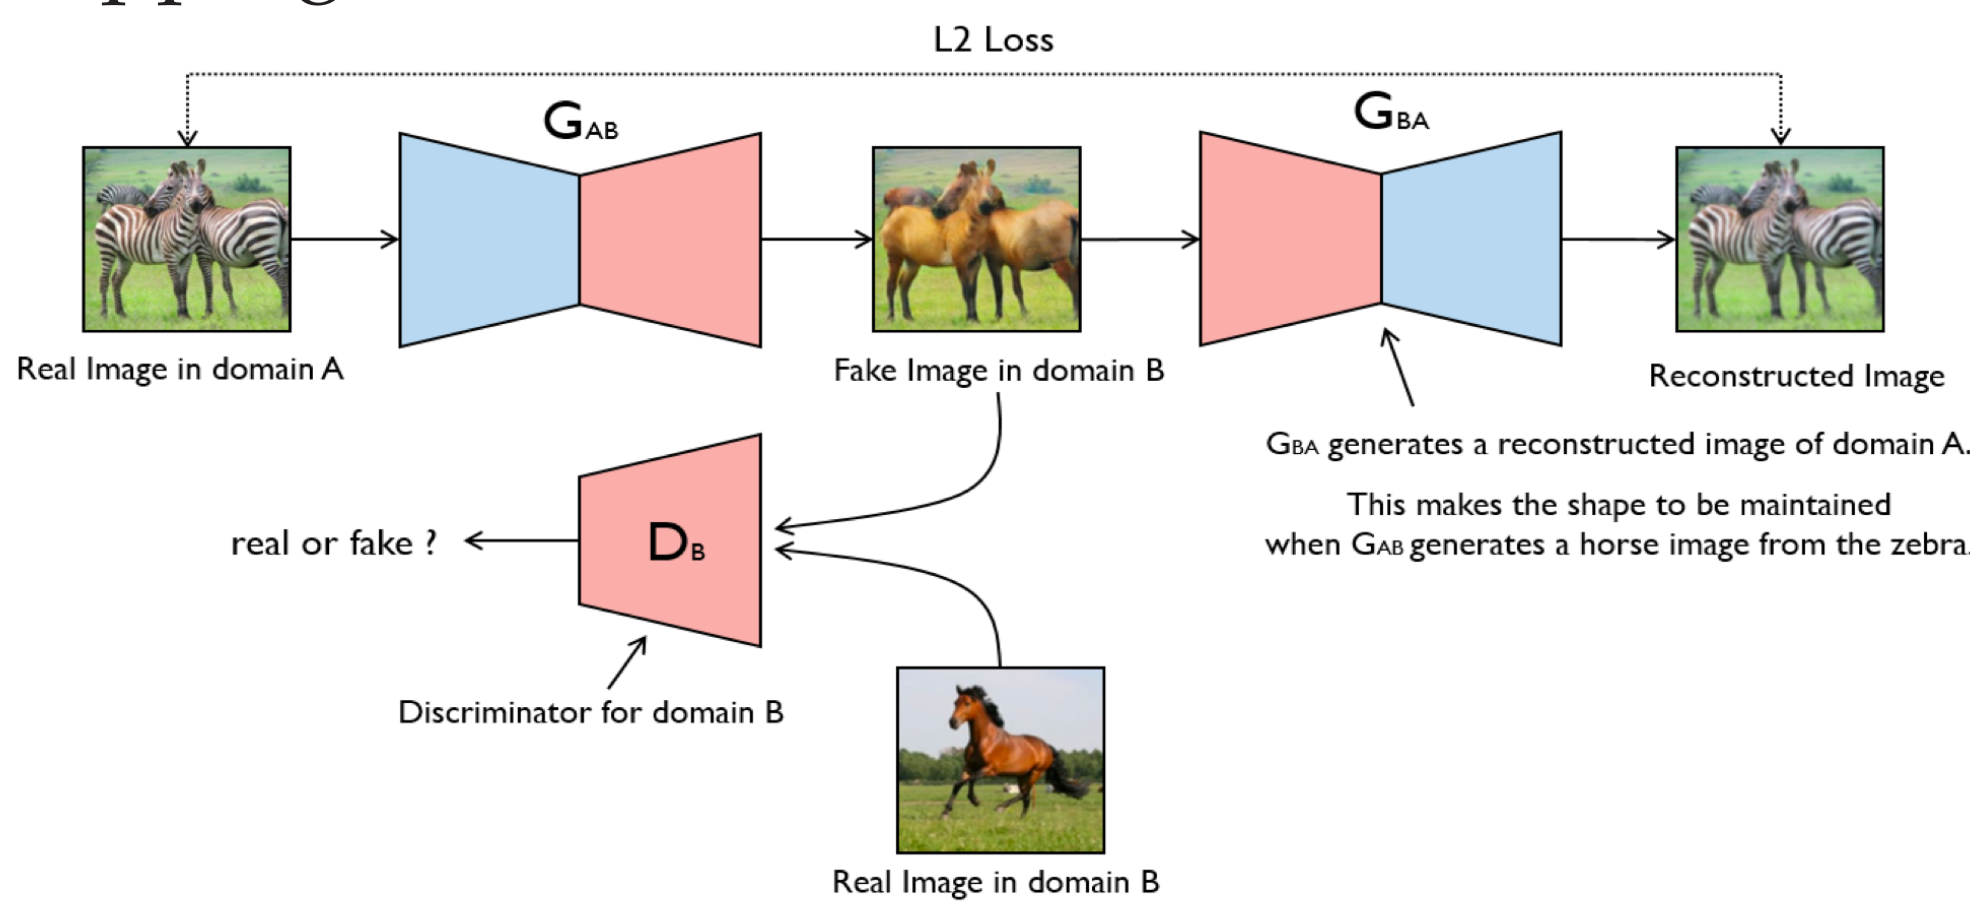 L2 Loss
GAB
GBA
Real Image in domain A
Fake Image in domain B
Reconstructed Image
GBA generates a reconstructed image of domain A.
This makes the shape to be maintained
when GAB generates a horse image from the zebra.
real or fake ?
DB
Discriminator for domain B
Real Image in domain B